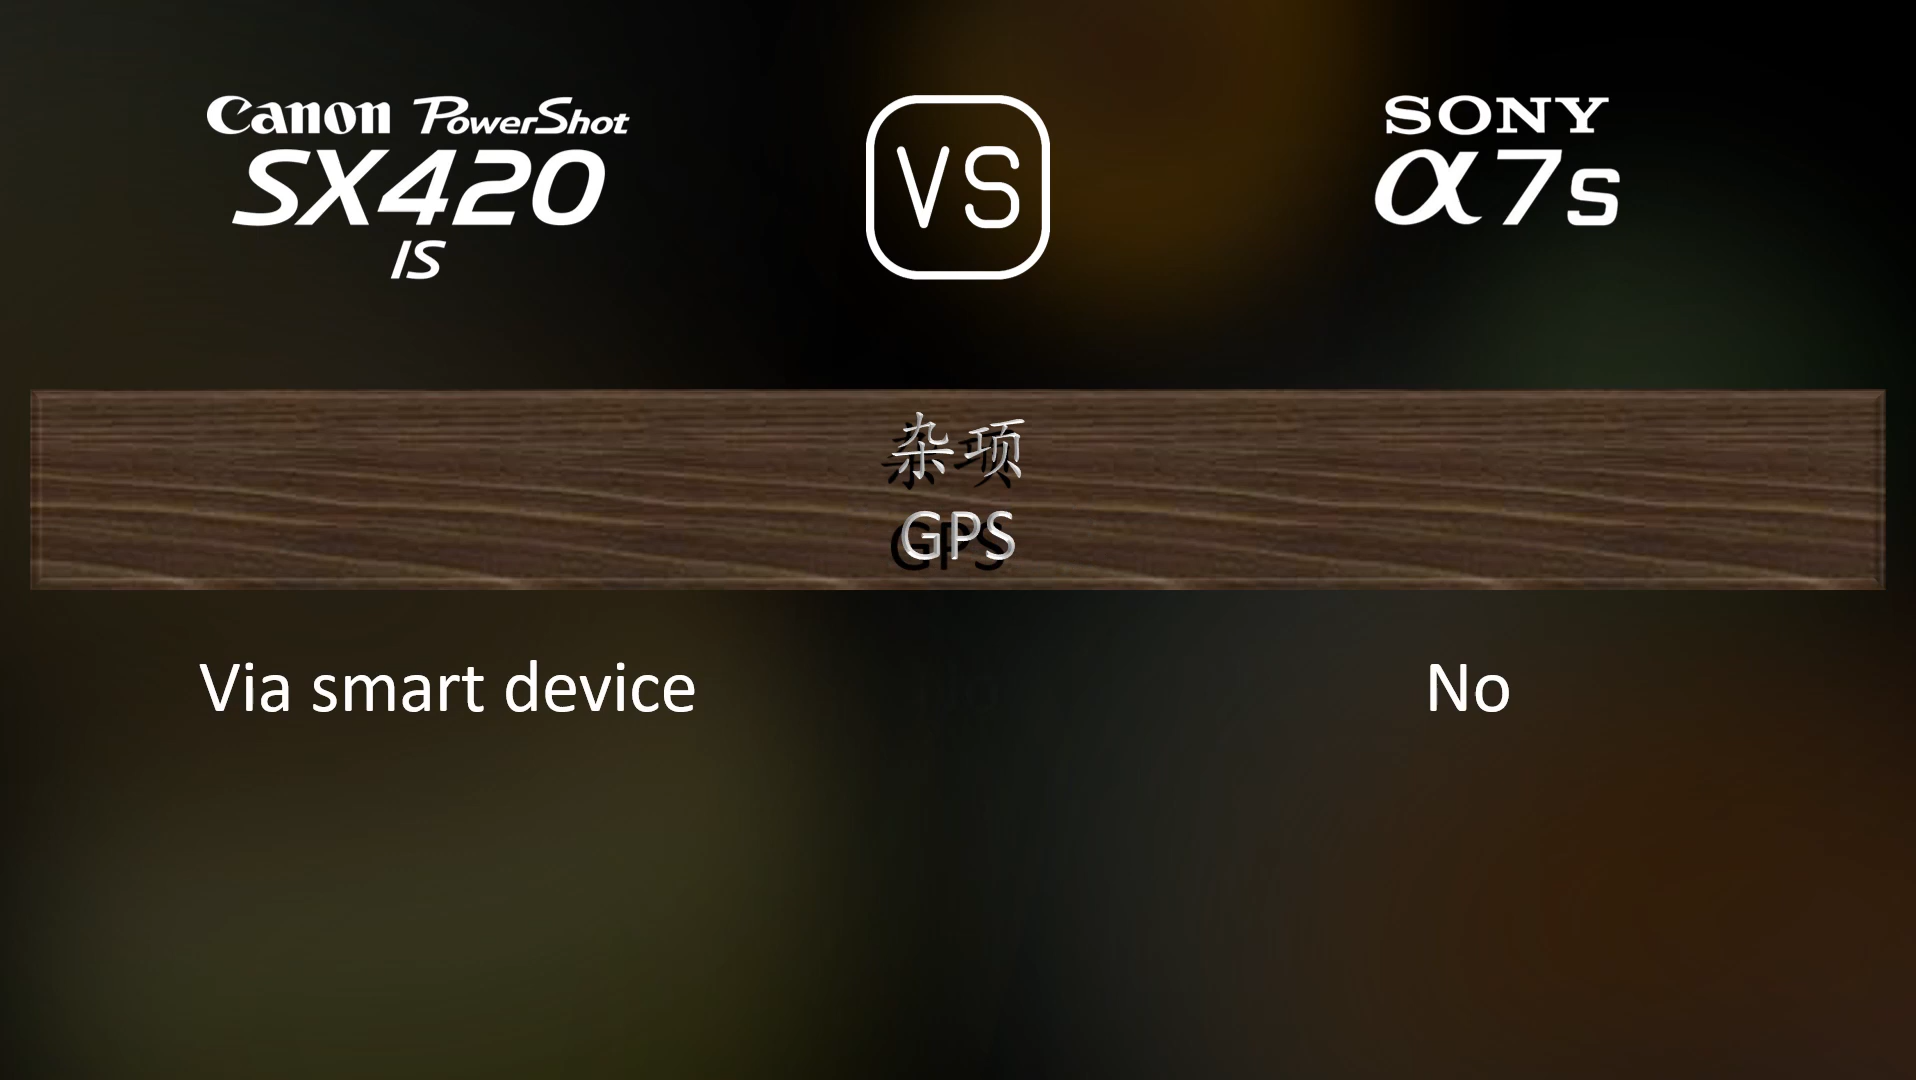 Canon PowerShot
SX420
IS
VS
SONY
α7s
杂项
GPS
Via smart device
No